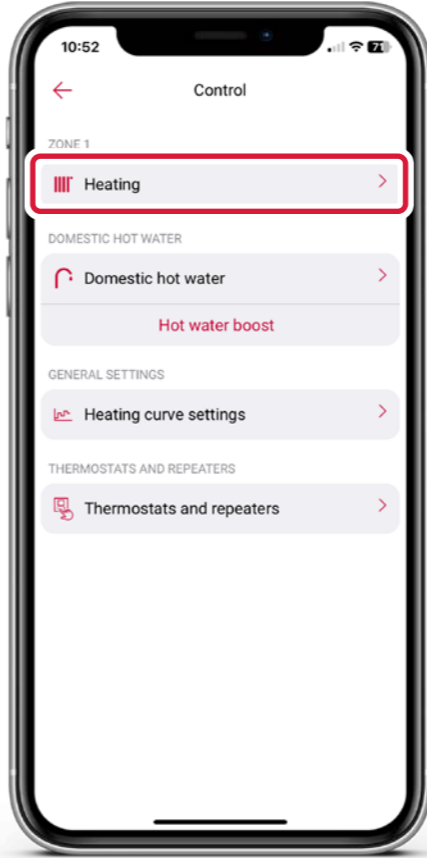 10:52
71
Control
ZONE 1
Heating
DOMESTIC HOT WATER
Domestic hot water
Hot water boost
GENERAL SETTINGS
Heating curve settings
THERMOSTATS AND REPEATERS
Thermostats and repeaters